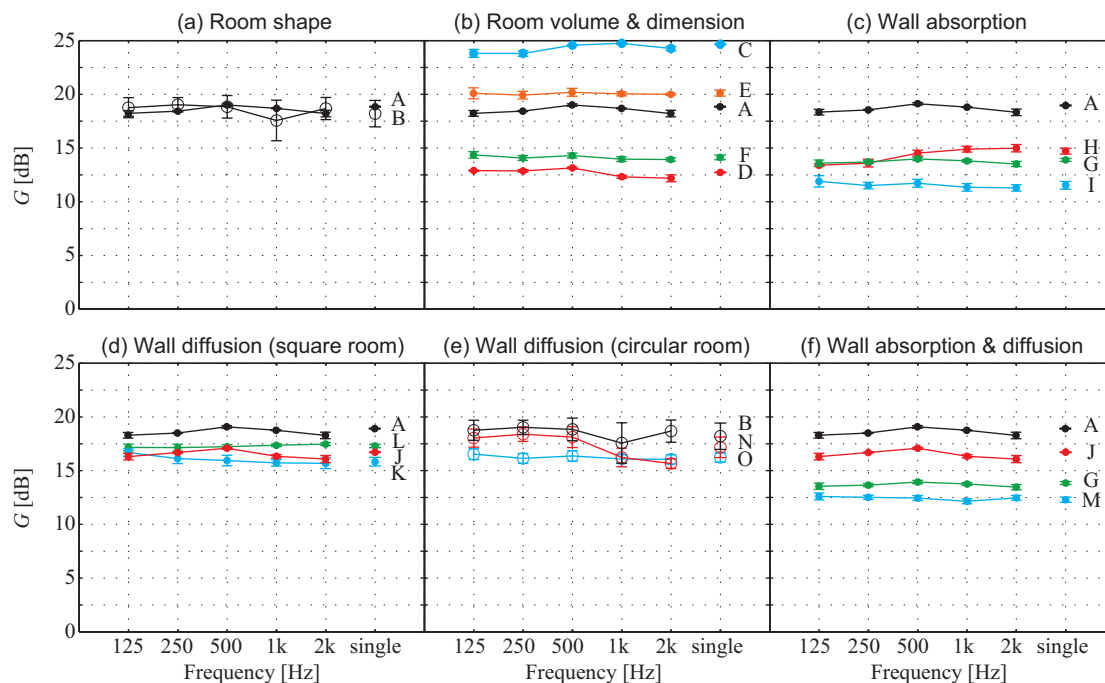 (a) Room shape
(b) Room volume & dimension
(c) Wall absorption
G [dB]
25
20
15
10
5
0
A
B
C
E
A
F
D
A
H
G
I
(d) Wall diffusion (square room)
(e) Wall diffusion (circular room)
(f) Wall absorption & diffusion
G [dB]
25
20
15
10
5
0
A
L
J
K
B
N
O
A
J
G
M
125 250 500 1k 2k single
125 250 500 1k 2k single
125 250 500 1k 2k single
Frequency [Hz]
Frequency [Hz]
Frequency [Hz]